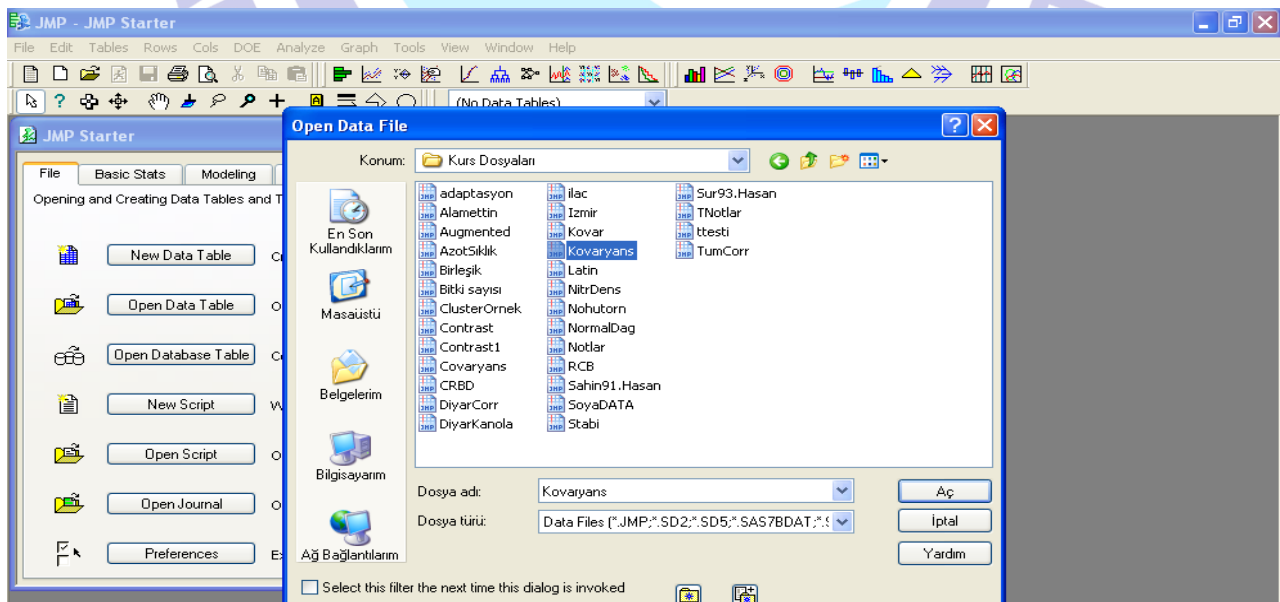 JMP - JMP Starter
File Edit Tables Rows Cols DOE Analyze Graph Tools View Window Help
(No Data Tables)
JMP Starter
File Basic Stats Modeling
Opening and Creating Data Tables and T
New Data Table
Open Data Table
Open Database Table
New Script
Open Script
Open Journal
Preferences
Open Data File
Konum: Kurs Dosyaları
En Son Kullandıklarım
Masaüstü
Belgelerim
Bilgisayarım
Ağ Bağlantılarım
adaptasyon
Alamettin
Augmented
AzotSıklık
Birleşik
Bitki sayısı
ClusterOrnek
Contrast
Contrast1
Covaryans
CRBD
DiyarCorr
DiyarKanola
ilac
Izmir
Kovar
Kovaryans
Latin
NitrDens
Nohutorn
NormalDag
Notlar
RCB
Sahin91.Hasan
SoyaDATA
Stabi
Sur93.Hasan
TNotlar
ttesti
TumCorr
Dosya adı: Kovaryans
Dosya türü: Data Files (*.JMP;*.SD2;*.SD5;*.SAS7BDAT;*.
Aç
İptal
Yardım
Select this filter the next time this dialog is invoked